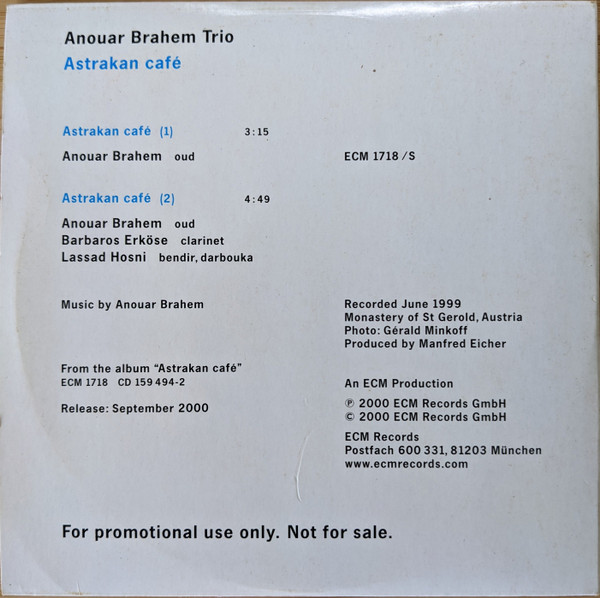 Anouar Brahem Trio
Astrakan café
Astrakan café (1) 3:15
Anouar Brahem oud
ECM 1718 /S
Astrakan café (2) 4:49
Anouar Brahem oud
Barbaros Erköse clarinet
Lassad Hosni bendir, darbouka
Music by Anouar Brahem
From the album “Astrakan café”
ECM 1718 CD 159 494-2
Release: September 2000
Recorded June 1999
Monastery of St Gerold, Austria
Photo: Gérald Minkoff
Produced by Manfred Eicher
An ECM Production
℗ 2000 ECM Records GmbH
© 2000 ECM Records GmbH
ECM Records
Postfach 600 331, 81203 München
www.ecmrecords.com
For promotional use only. Not for sale.